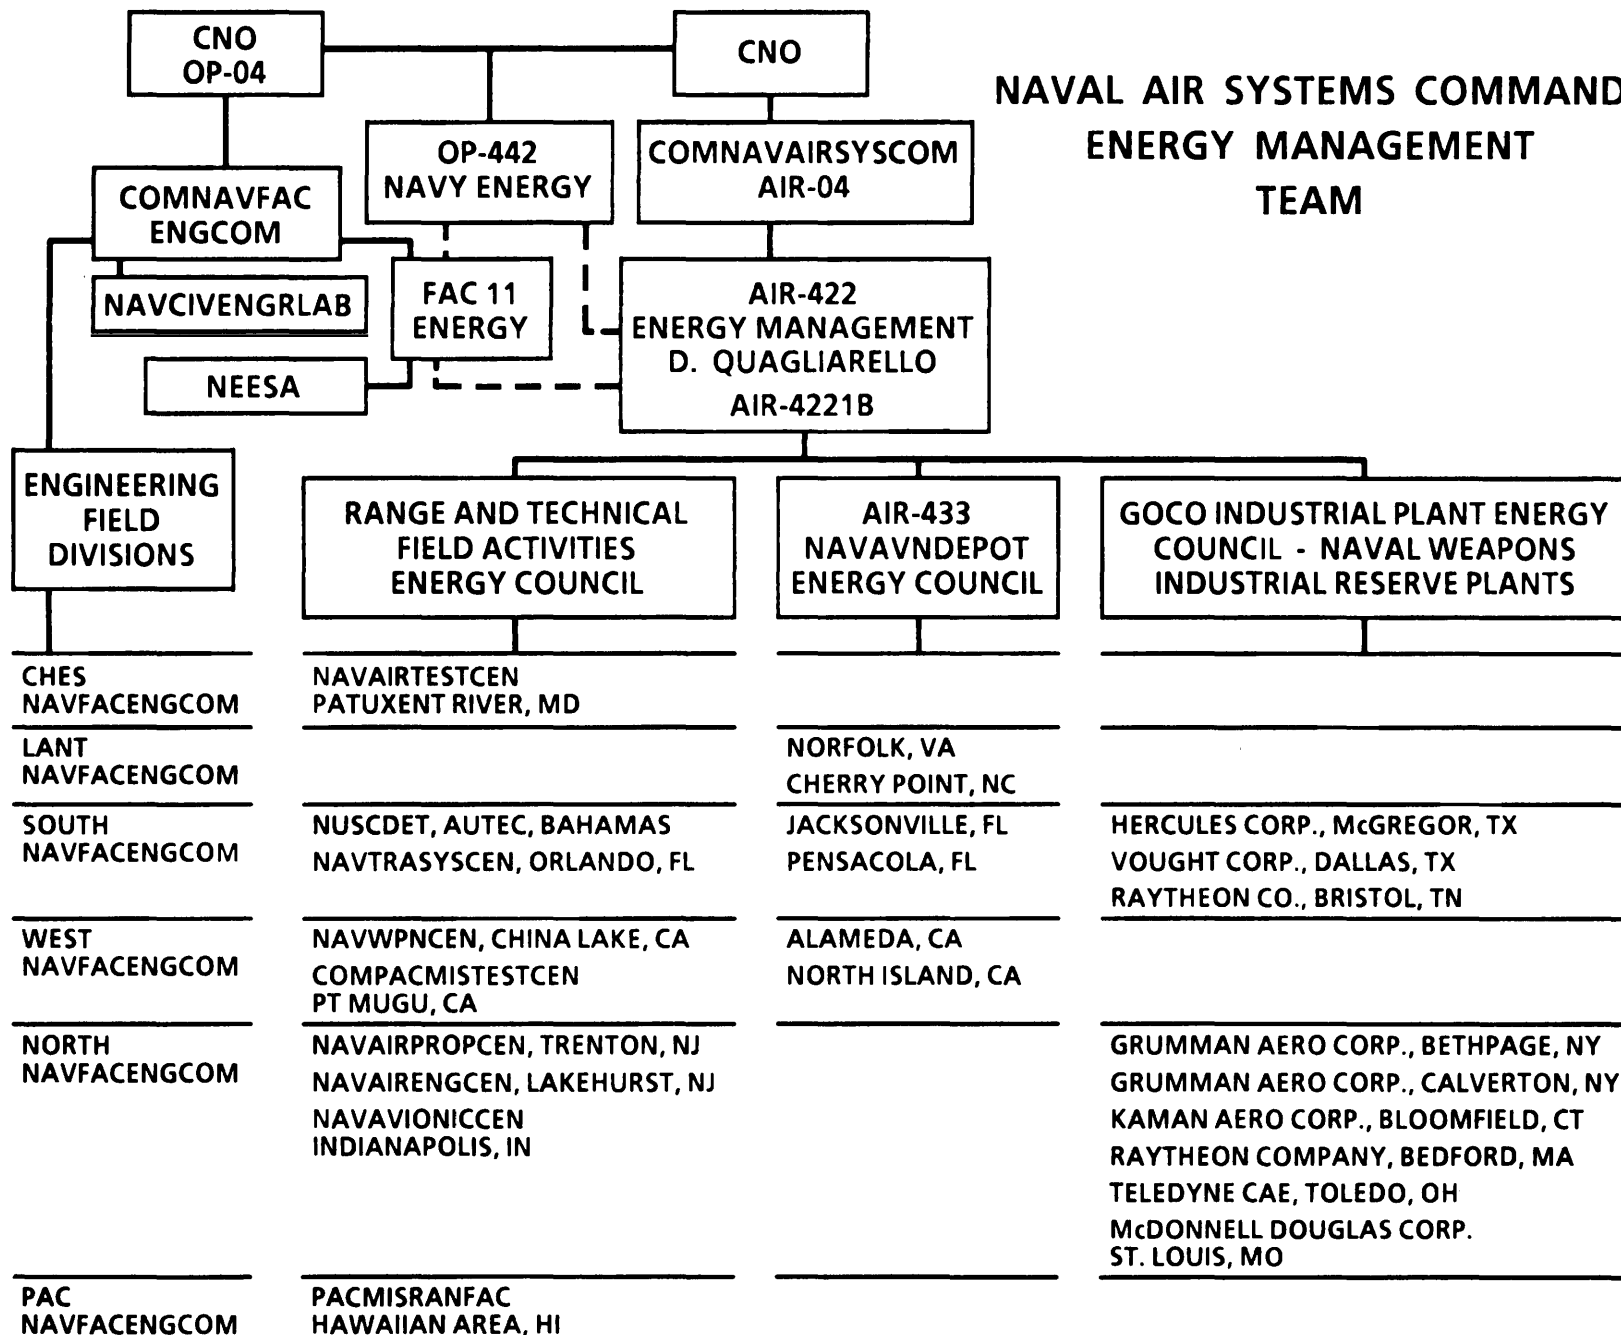 CNO
OP-04
CNO
NAVAL AIR SYSTEMS COMMAND
ENERGY MANAGEMENT
TEAM
OP-442
NAVY ENERGY
COMNAVAIRSYSCOM
AIR-04
COMNAVFAC
ENGCOM
NAVCIVENGRLAB
FAC 11
ENERGY
NEESA
AIR-422
ENERGY MANAGEMENT
D. QUAGLIARELLO
AIR-4221B
ENGINEERING
FIELD
DIVISIONS
RANGE AND TECHNICAL
FIELD ACTIVITIES
ENERGY COUNCIL
AIR-433
NAVAVNDEPOT
ENERGY COUNCIL
GOCO INDUSTRIAL PLANT ENERGY
COUNCIL - NAVAL WEAPONS
INDUSTRIAL RESERVE PLANTS
CHES
NAVFACENGCOM
NAVAIRTESTCEN
PATUXENT RIVER, MD
LANT
NAVFACENGCOM
NORFOLK, VA
CHERRY POINT, NC
SOUTH
NAVFACENGCOM
NUSCDET, AUTEC, BAHAMAS
NAVTRASYSCEN, ORLANDO, FL
JACKSONVILLE, FL
PENSACOLA, FL
HERCULES CORP., McGREGOR, TX
VOUGHT CORP., DALLAS, TX
RAYTHEON CO., BRISTOL, TN
WEST
NAVFACENGCOM
NAVWPNCEN, CHINA LAKE, CA
COMPACMISTESTCEN
PT MUGU, CA
ALAMEDA, CA
NORTH ISLAND, CA
NORTH
NAVFACENGCOM
NAVAIRPROPCEN, TRENTON, NJ
NAVAIRENGCEN, LAKEHURST, NJ
NAVAVIONICCEN
INDIANAPOLIS, IN
GRUMMAN AERO CORP., BETHPAGE, NY
GRUMMAN AERO CORP., CALVERTON, NY
KAMAN AERO CORP., BLOOMFIELD, CT
RAYTHEON COMPANY, BEDFORD, MA
TELEDYNE CAE, TOLEDO, OH
McDONNELL DOUGLAS CORP.
ST. LOUIS, MO
PAC
NAVFACENGCOM
PACMISRANFAC
HAWAIIAN AREA, HI